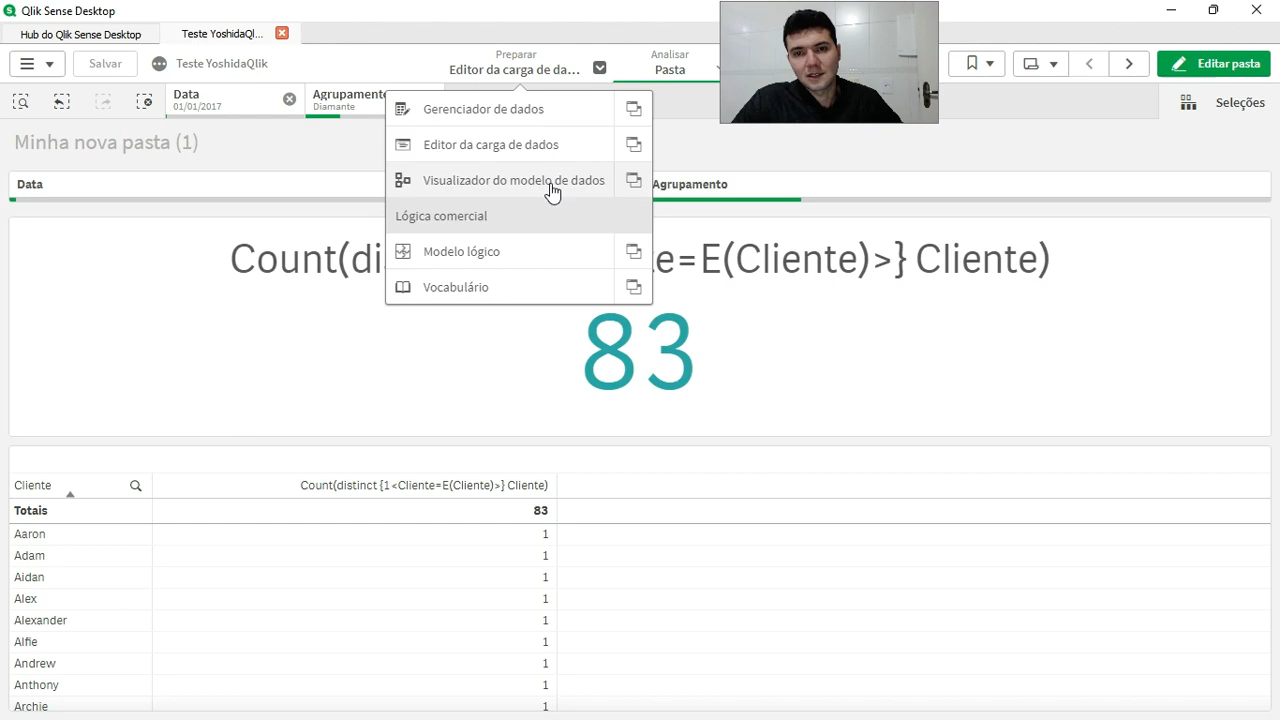 Qlik Sense Desktop
Hub do Qlik Sense Desktop
Teste YoshidaQl...
Salvar
Teste YoshidaQlik
Preparar
Editor da carga de da...
Analisar
Pasta
Editar pasta
Data
01/01/2017
Agrupamento
Diamante
Seleções
Gerenciador de dados
Editor da carga de dados
Visualizador do modelo de dados
Lógica comercial
Modelo lógico
Vocabulário
Minha nova pasta (1)
Data
Agrupamento
Count(di
e=E(Cliente)>} Cliente)
83
Cliente
Count(distinct {1<Cliente=E(Cliente)>} Cliente)
Totais 83
Aaron 1
Adam 1
Aidan 1
Alex 1
Alexander 1
Alfie 1
Andrew 1
Anthony 1
Archie 1